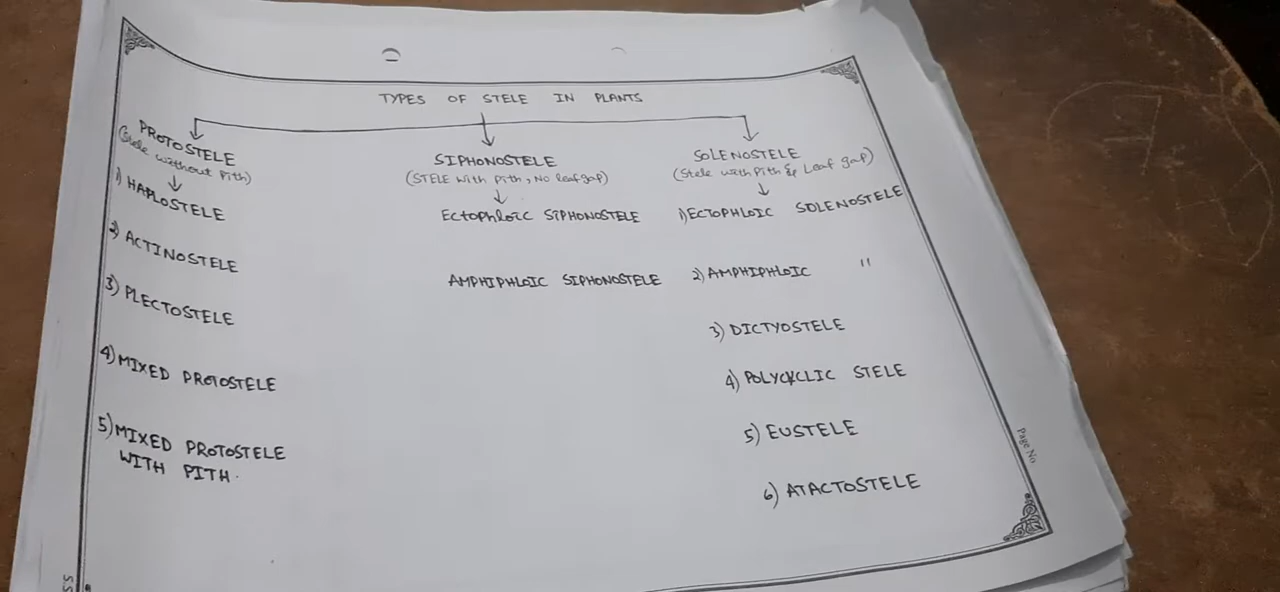 TYPES OF STELE IN PLANTS
PROTOSTELE
(Stele without Pith)
1) HAPLOSTELE
2) ACTINOSTELE
3) PLECTOSTELE
4) MIXED PROTOSTELE
5) MIXED PROTOSTELE
WITH PITH.
SIPHONOSTELE
(STELE with pith, No leaf gap)
ECtoPhloic SIPHONOSTELE
AMPHIPHLOIC SIPHONOSTELE
SOLENOSTELE
(Stele with Pith & Leaf gap)
1) ECTOPHLOIC SOLENOSTELE
2) AMPHIPHLOIC "
3) DICTYOSTELE
4) POLYCYCLIC STELE
5) EUSTELE
6) ATACTOSTELE
Page No